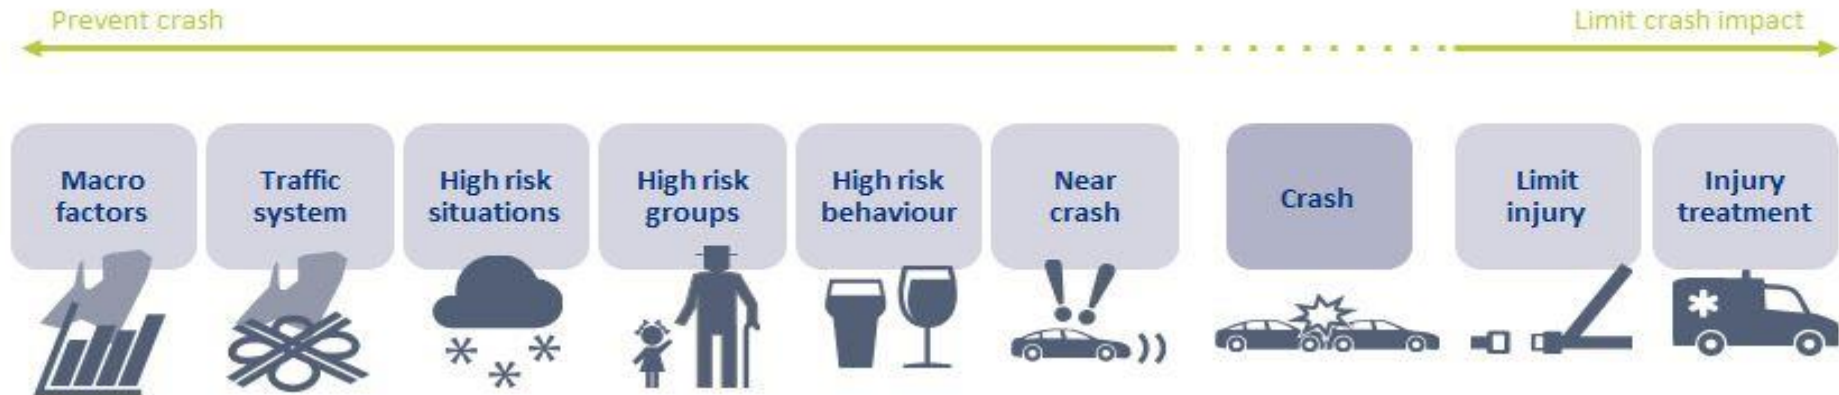 Prevent crash
Limit crash impact
Macro
factors
Traffic
system
High risk
situations
High risk
groups
High risk
behaviour
Near
crash
Crash
Limit
injury
Injury
treatment